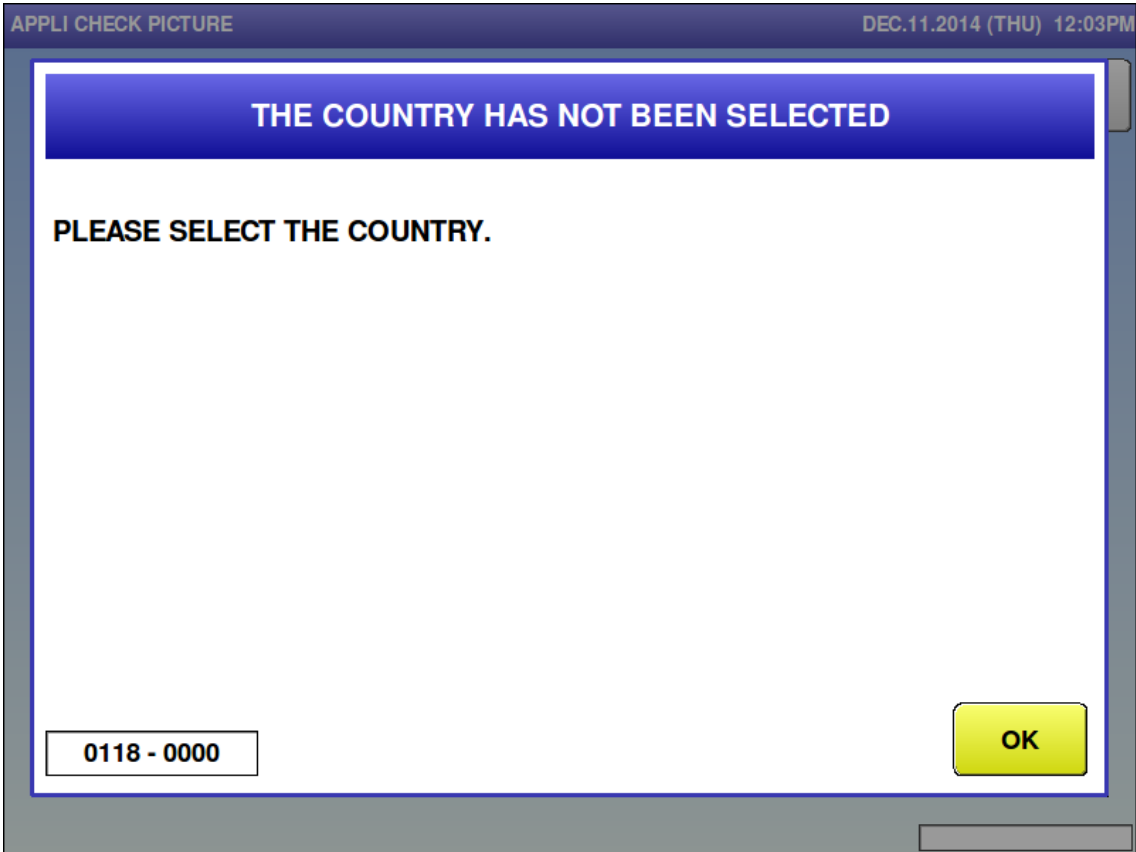 APPLI CHECK PICTURE DEC.11.2014 (THU) 12:03PM
THE COUNTRY HAS NOT BEEN SELECTED
PLEASE SELECT THE COUNTRY.
0118 - 0000
OK